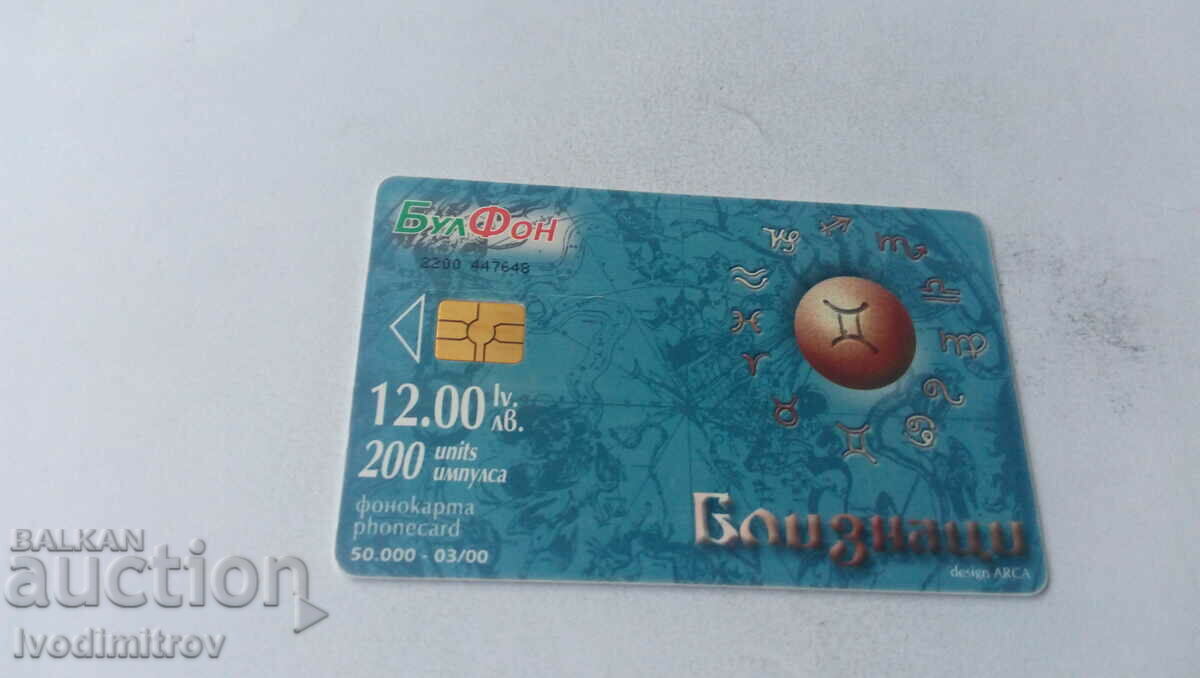 БулФон
2200 447648
12.00 lv. лв.
200 units импулса
фонокарта
phonecard
50.000 - 03/00
Близнаци
design ARCA
BALKAN
auction
Ivodimitrov